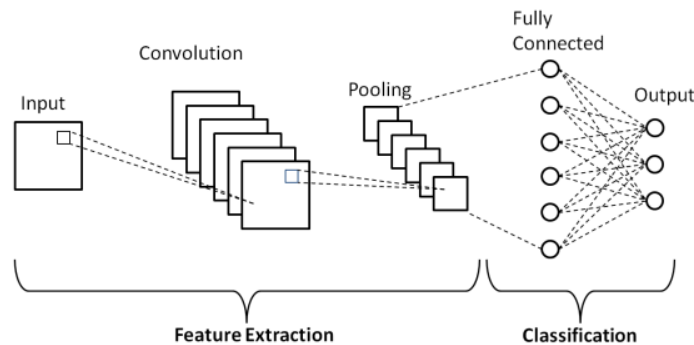 Input
Convolution
Pooling
Fully
Connected
Output
Feature Extraction
Classification